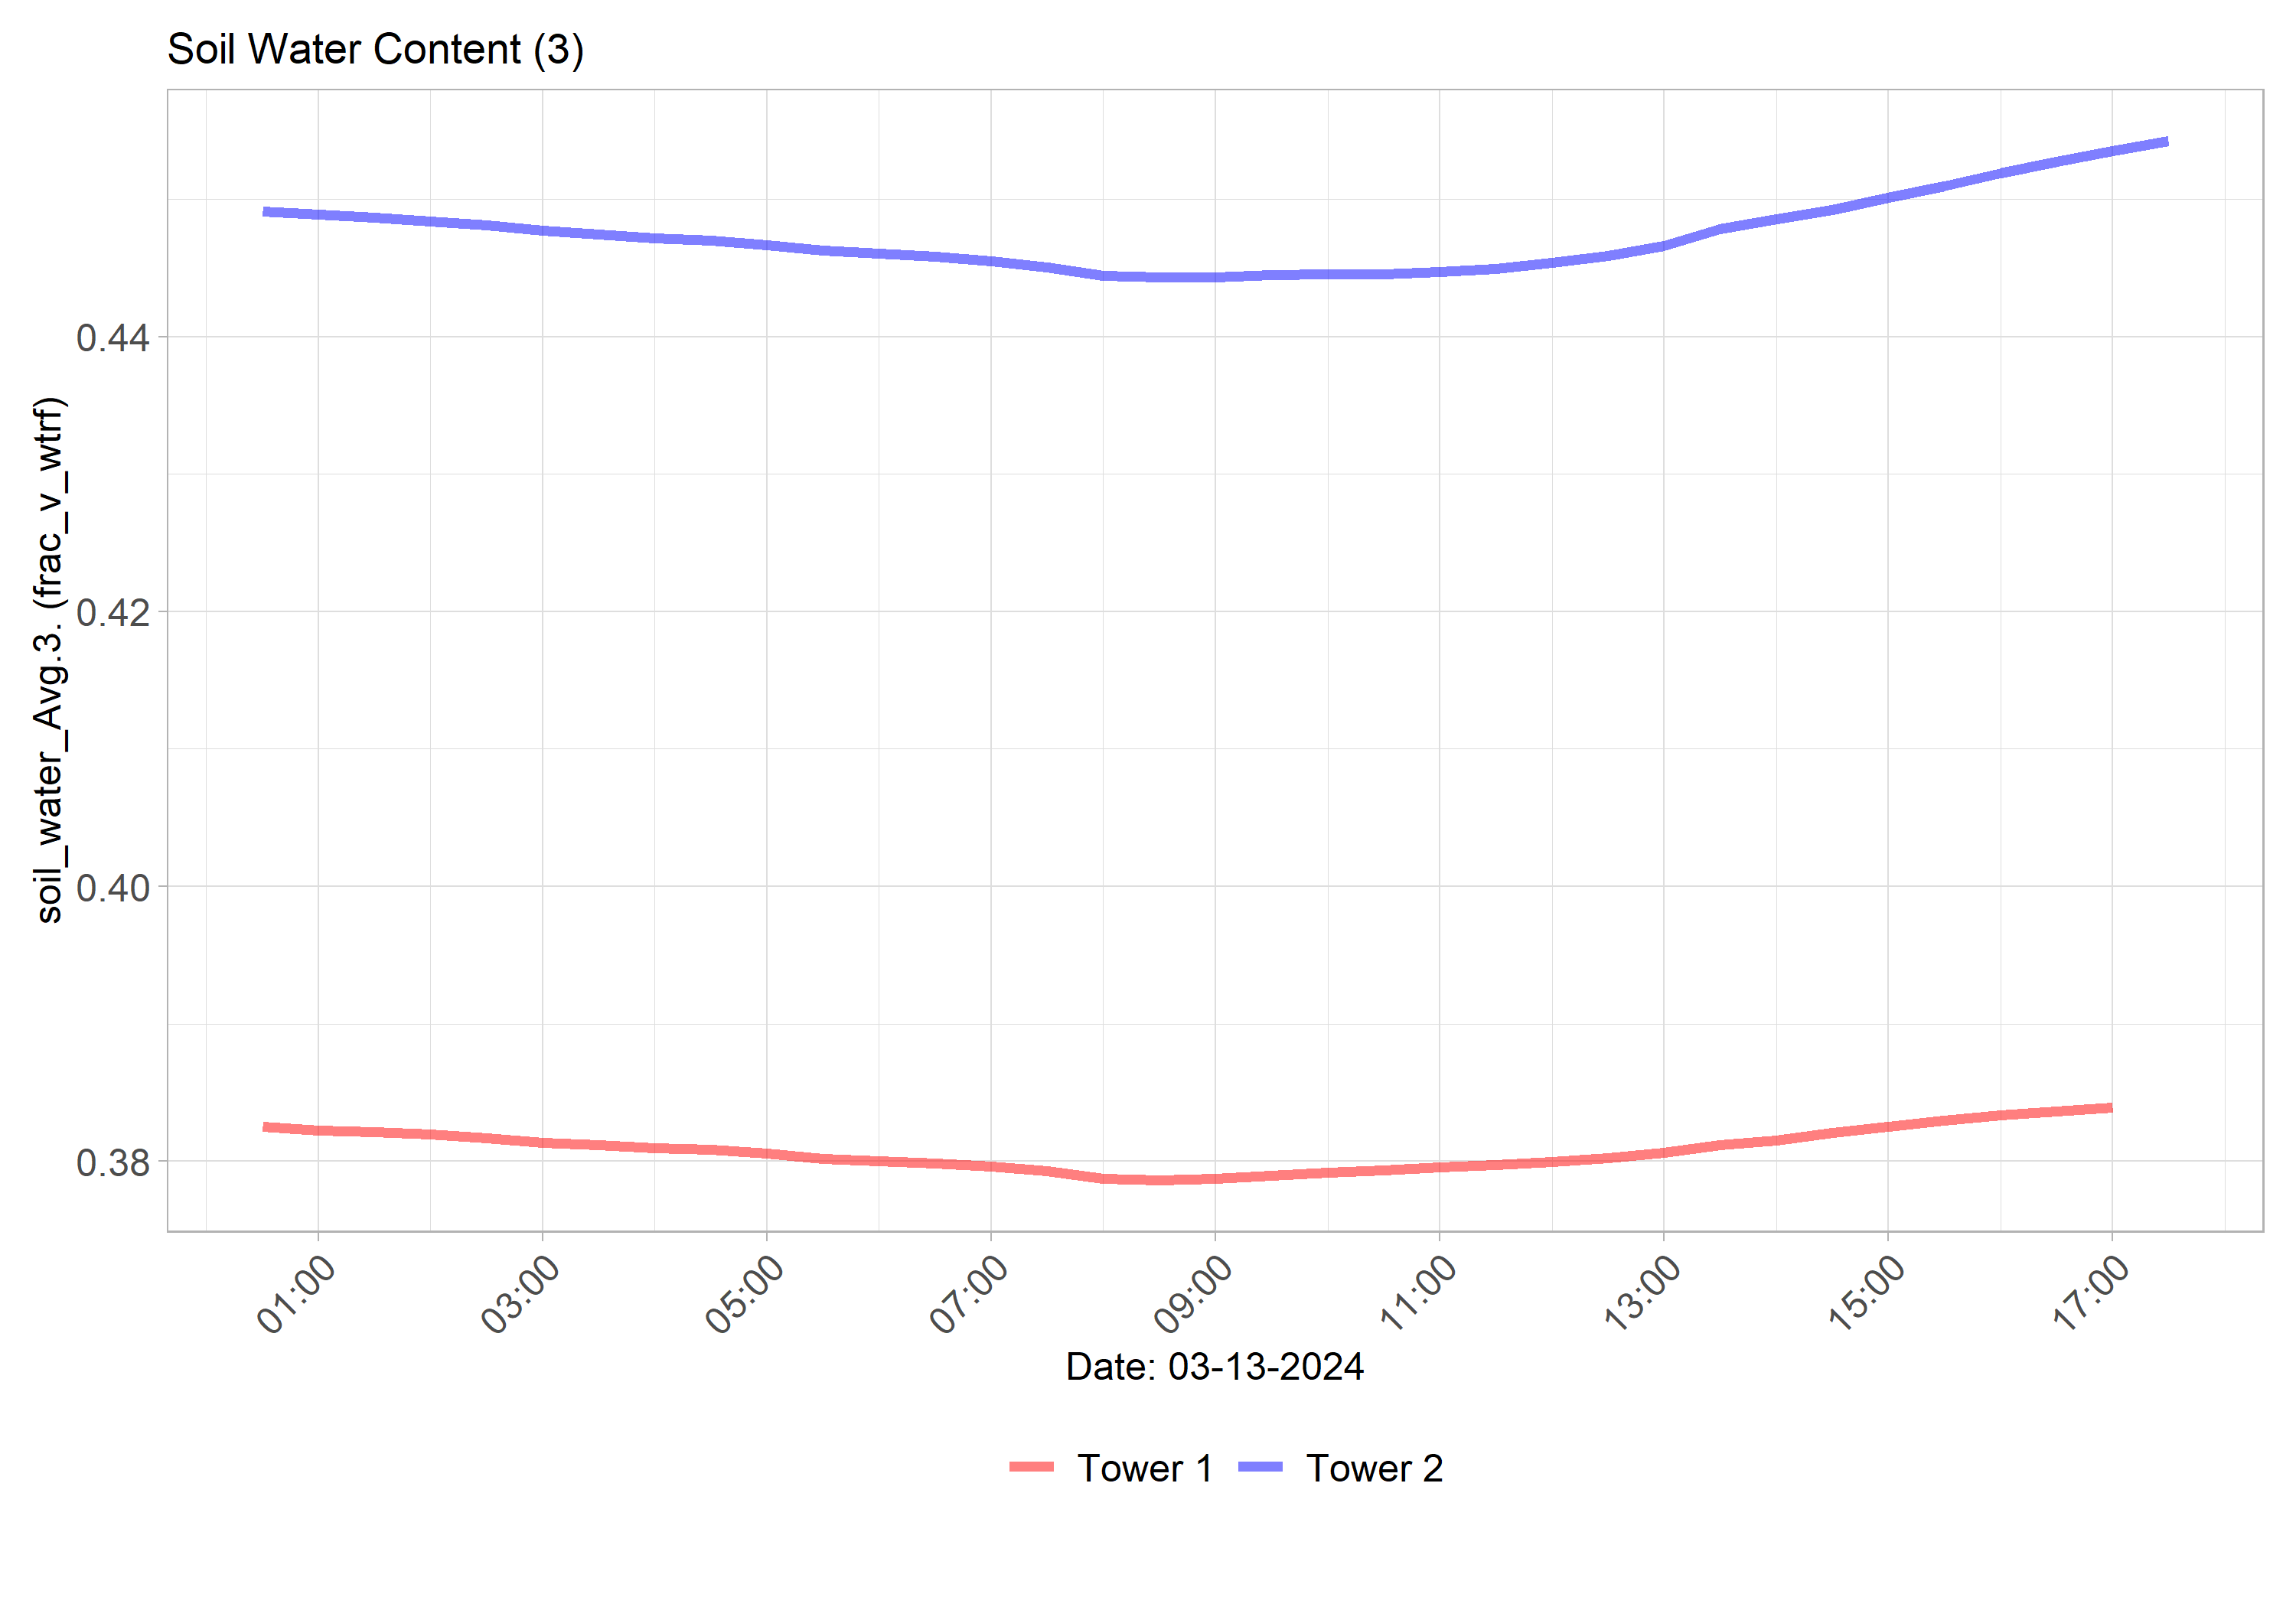 Soil Water Content (3)
soil_water_Avg.3. (frac_v_wtrf)
0.44
0.42
0.40
0.38
01:00
03:00
05:00
07:00
09:00
11:00
13:00
15:00
17:00
Date: 03-13-2024
Tower 1
Tower 2